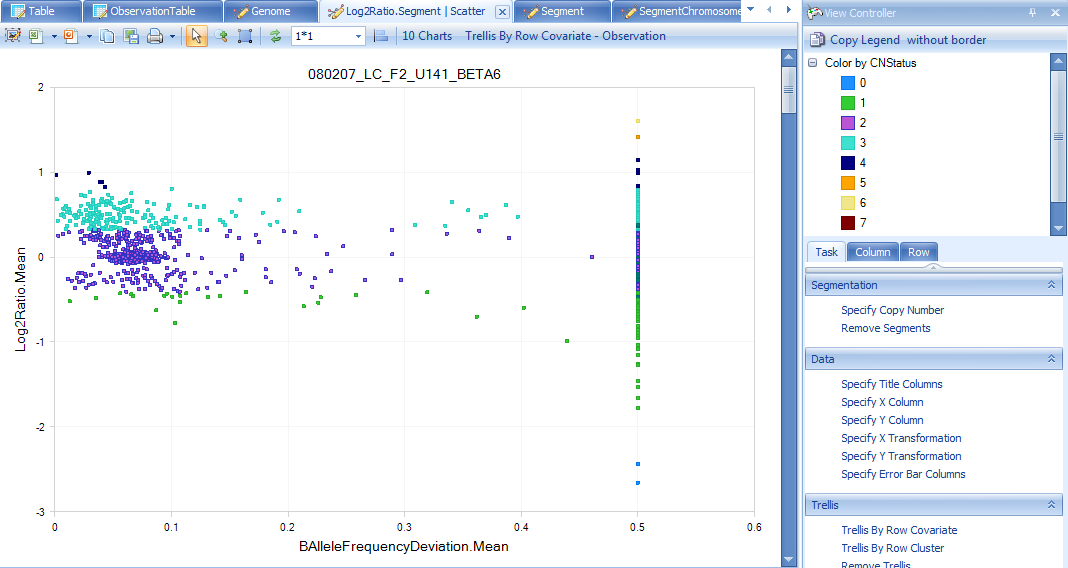 Table ObservationTable Genome Log2Ratio.Segment | Scatter Segment SegmentChromosome
1*1 10 Charts Trellis By Row Covariate - Observation
080207_LC_F2_U141_BETA6
2
1
0
-1
-2
-3
Log2Ratio.Mean
0 0.1 0.2 0.3 0.4 0.5 0.6
BAlleleFrequencyDeviation.Mean
View Controller
Copy Legend without border
Color by CNStatus
0
1
2
3
4
5
6
7
Task Column Row
Segmentation
Specify Copy Number
Remove Segments
Data
Specify Title Columns
Specify X Column
Specify Y Column
Specify X Transformation
Specify Y Transformation
Specify Error Bar Columns
Trellis
Trellis By Row Covariate
Trellis By Row Cluster
Remove Trellis